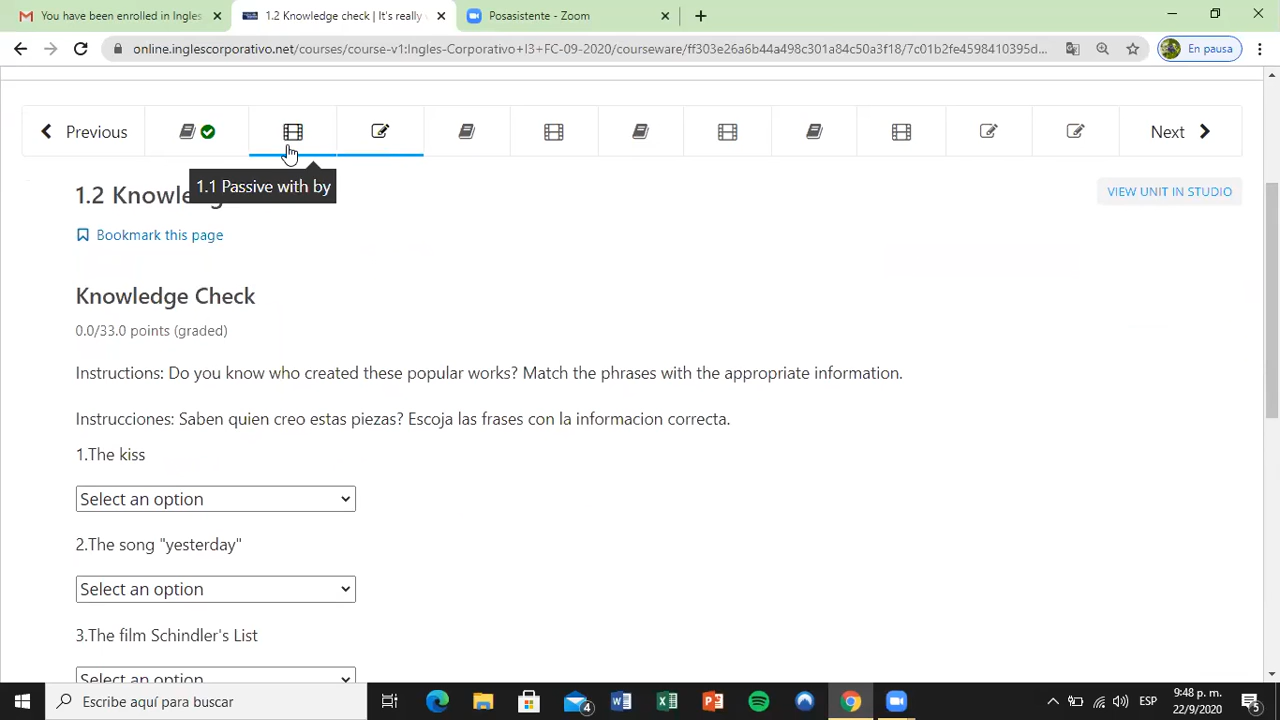 You have been enrolled in Ingles
1.2 Knowledge check | It's really
Posasistente - Zoom
online.inglescorporativo.net/courses/course-v1:Ingles-Corporativo+I3+FC-09-2020/courseware/ff303e26a6b44a498c301a84c50a3f18/7c01b2fe4598410395d...
En pausa
Previous
Next
1.1 Passive with by
1.2 Knowledg
VIEW UNIT IN STUDIO
Bookmark this page
Knowledge Check
0.0/33.0 points (graded)
Instructions: Do you know who created these popular works? Match the phrases with the appropriate information.
Instrucciones: Saben quien creo estas piezas? Escoja las frases con la informacion correcta.
1.The kiss
Select an option
2.The song "yesterday"
Select an option
3.The film Schindler's List
Select an option
Escribe aquí para buscar
4
ESP
9:48 p. m.
22/9/2020
5